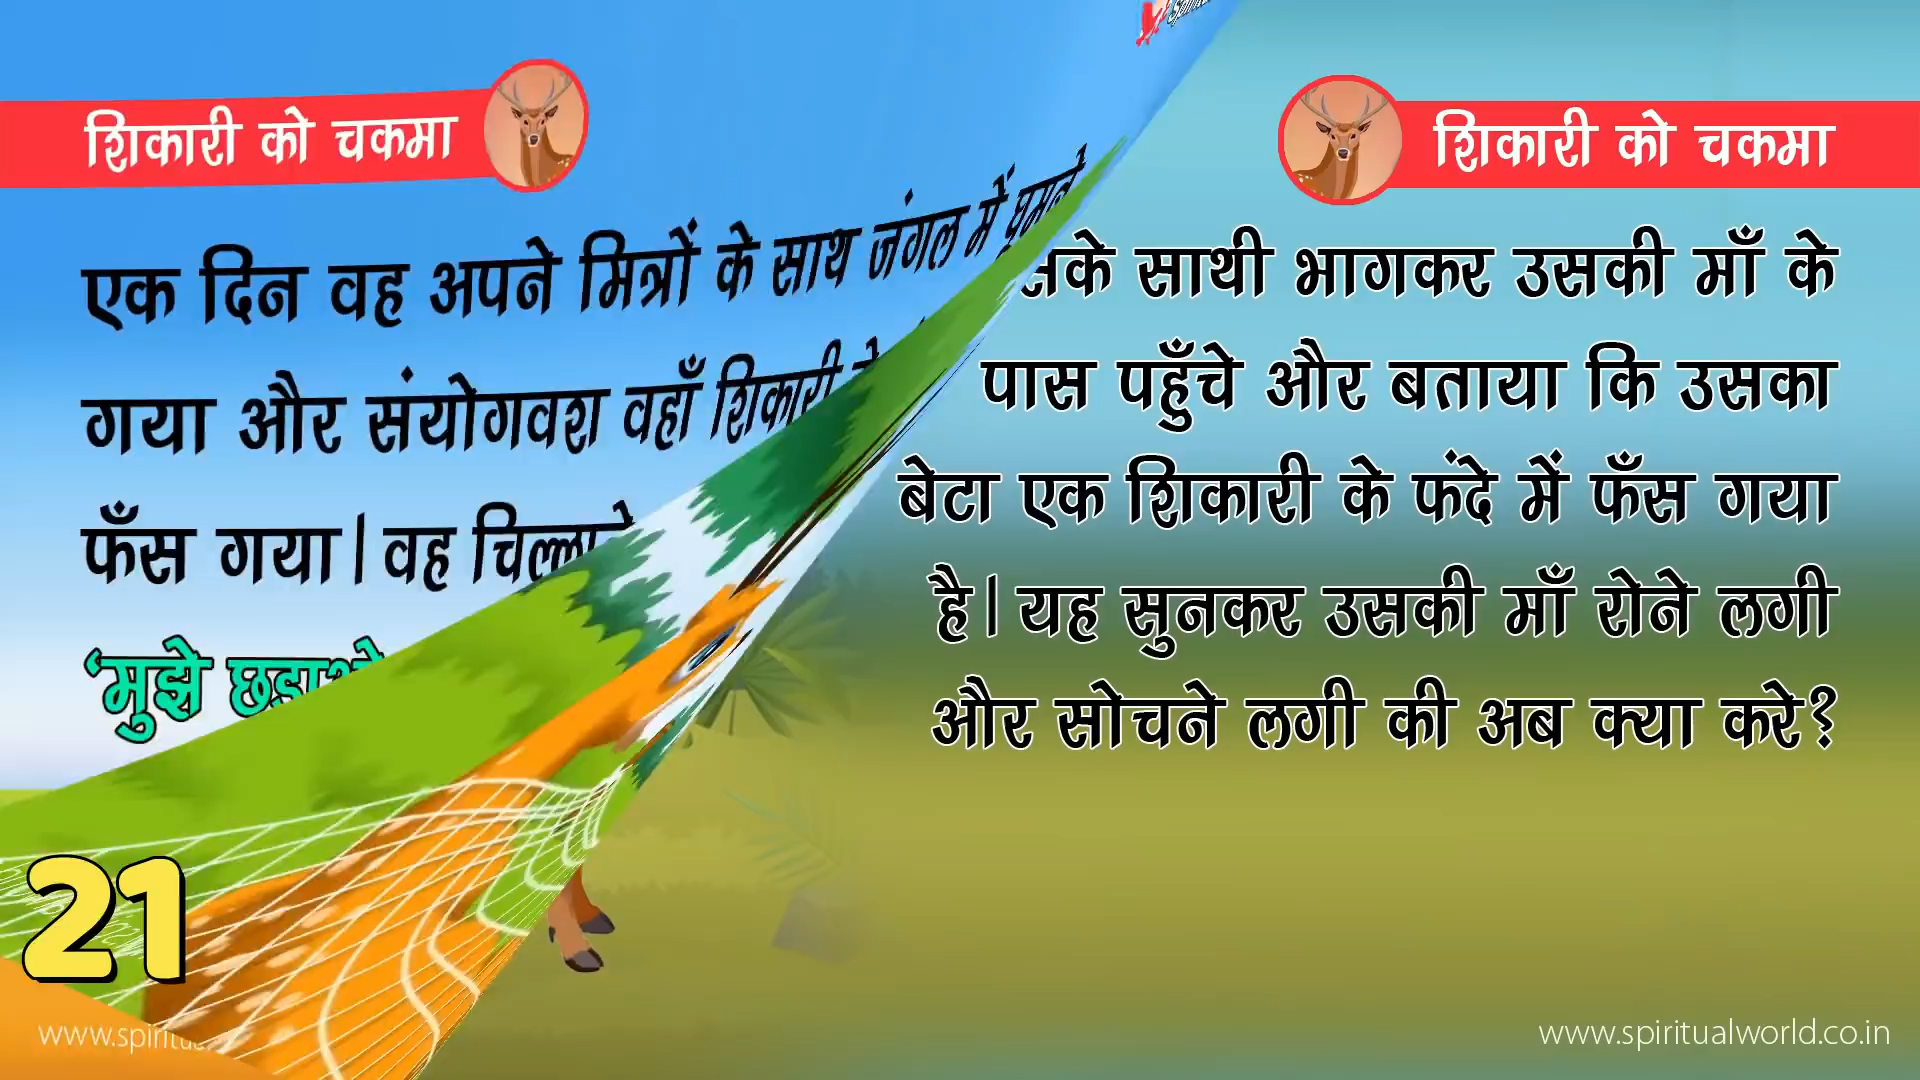 शिकारी को चकमा
एक दिन वह अपने मित्रों के साथ जंगल में घूमने
गया और संयोगवश वहाँ शिकारी
फँस गया। वह
‘मुझे
21
शिकारी को चकमा
साथी भागकर उसकी माँ के
पास पहुँचे और बताया कि उसका
बेटा एक शिकारी के फंदे में फँस गया
है। यह सुनकर उसकी माँ रोने लगी
और सोचने लगी की अब क्या करे?
www.spiritualworld.co.in